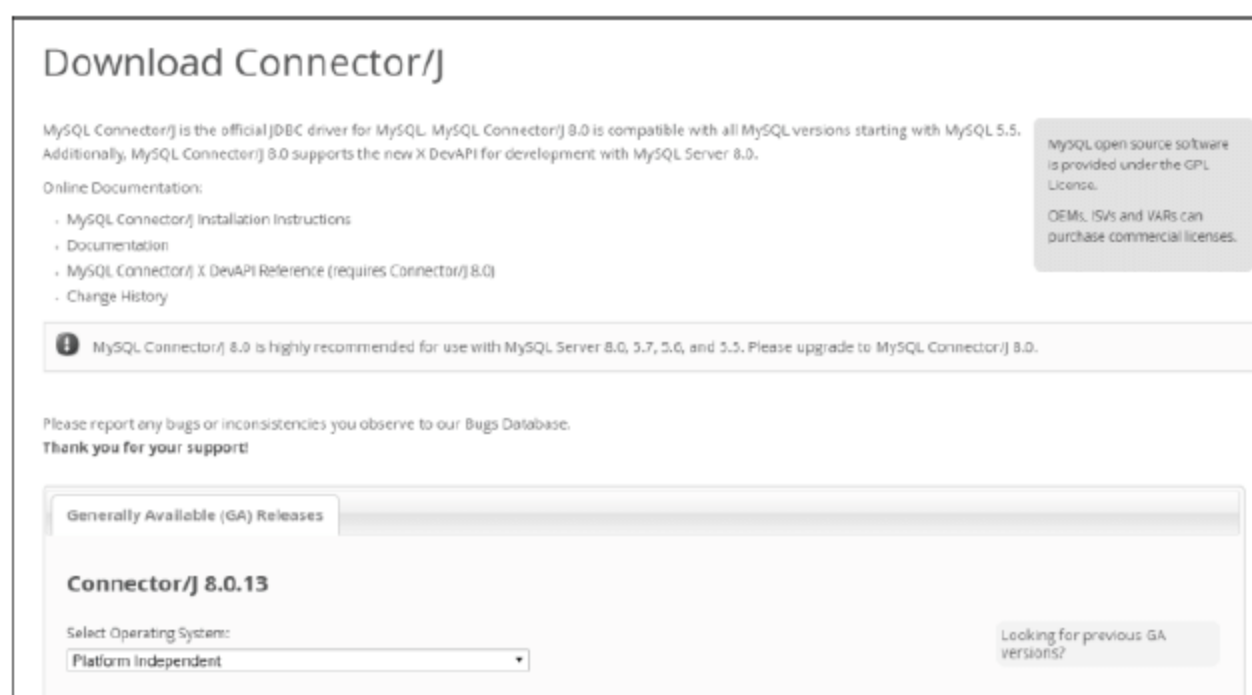 Download Connector/J
MySQL Connector/J is the official JDBC driver for MySQL. MySQL Connector/J 8.0 is compatible with all MySQL versions starting with MySQL 5.5.
Additionally, MySQL Connector/J 8.0 supports the new X DevAPI for development with MySQL Server 8.0.
MySQL open source software
is provided under the GPL
License.
OEMs, ISVs and VARs can
purchase commercial licenses.
Online Documentation:
MySQL Connector/J Installation Instructions
Documentation
MySQL Connector/J X DevAPI Reference (requires Connector/J 8.0)
Change History
MySQL Connector/J 8.0 is highly recommended for use with MySQL Server 8.0, 5.7, 5.6, and 5.5. Please upgrade to MySQL Connector/J 8.0.
Please report any bugs or inconsistencies you observe to our Bugs Database.
Thank you for your support!
Generally Available (GA) Releases
Connector/J 8.0.13
Select Operating System:
Platform Independent
Looking for previous GA
versions?